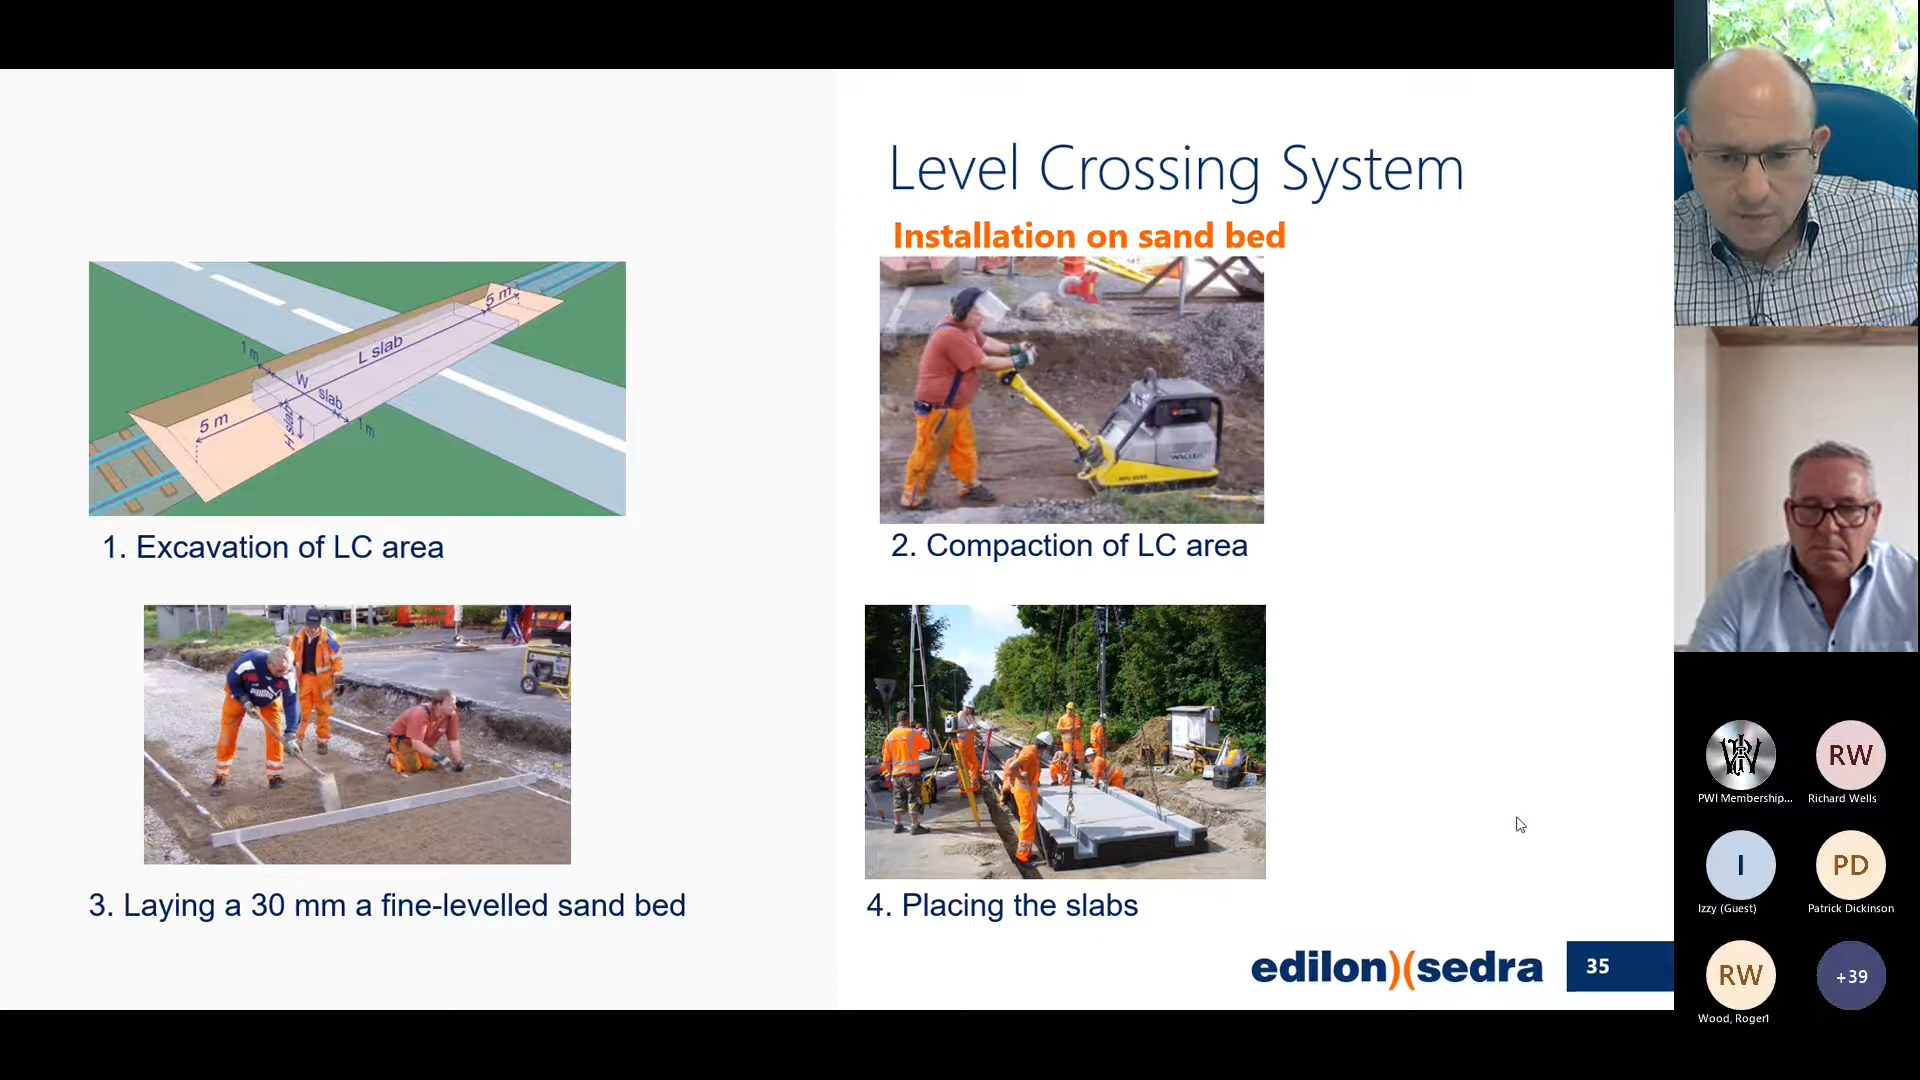 Level Crossing System
Installation on sand bed
5 m
L slab
1 m
W slab
H slab
5 m
1 m
1. Excavation of LC area
2. Compaction of LC area
3. Laying a 30 mm a fine-levelled sand bed
4. Placing the slabs
edilon)(sedra
35
RW
PWI Membership...
Richard Wells
I
PD
Izzy (Guest)
Patrick Dickinson
RW
+39
Wood, Roger1